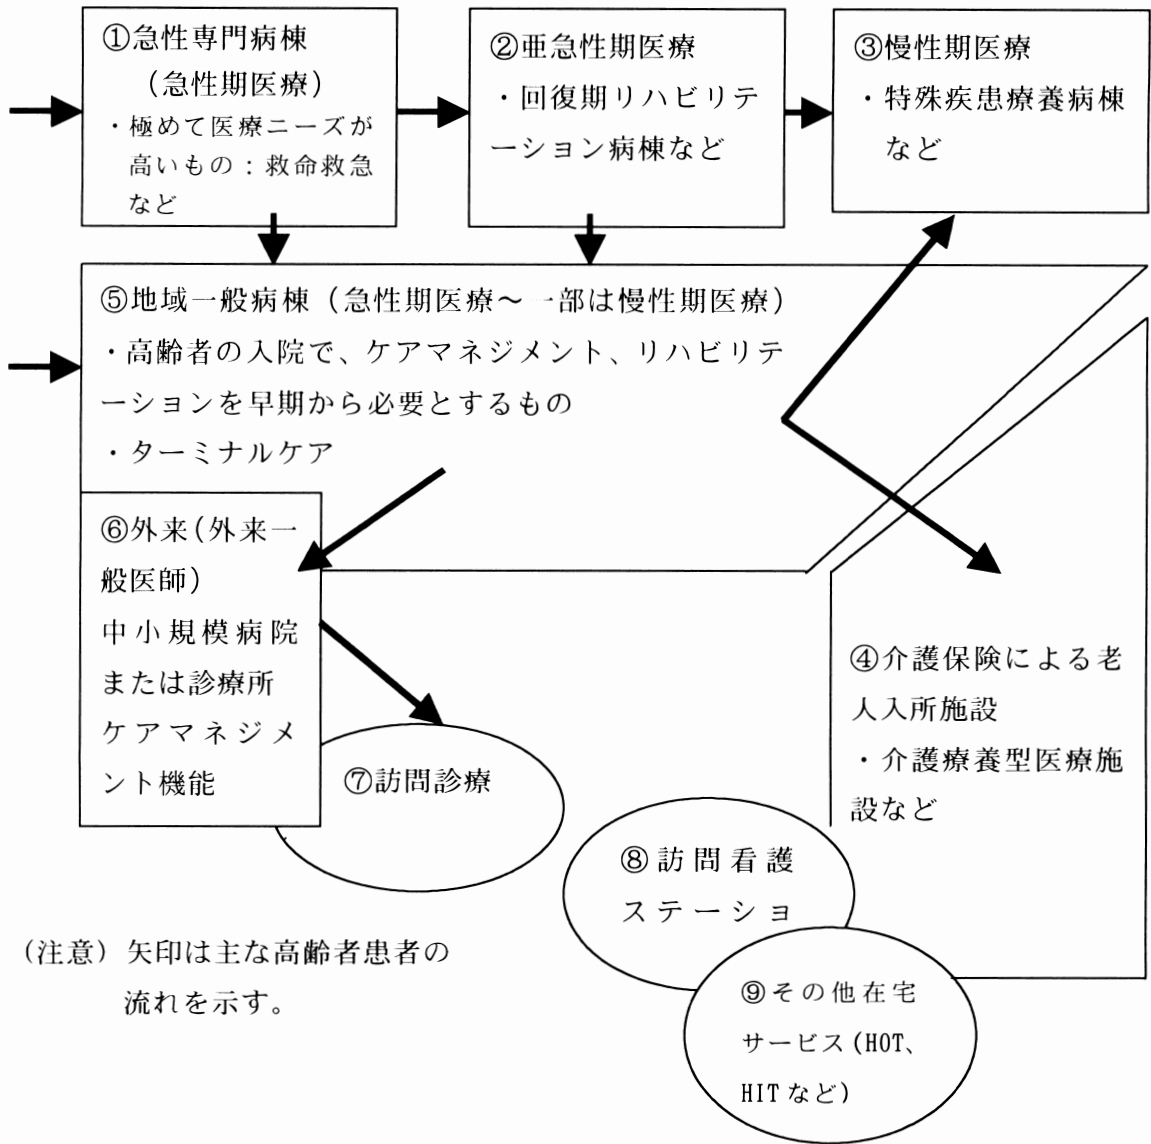 ①急性専門病棟
(急性期医療)
・極めて医療ニーズが
高いもの：救命救急
など
②亜急性期医療
・回復期リハビリテ
ーション病棟など
③慢性期医療
・特殊疾患療養病棟
など
⑤地域一般病棟（急性期医療～一部は慢性期医療）
・高齢者の入院で、ケアマネジメント、リハビリテ
ーションを早期から必要とするもの
・ターミナルケア
⑥外来(外来一
般医師)
中小規模病院
または診療所
ケアマネジメ
ント機能
④介護保険による老
人入所施設
・介護療養型医療施
設など
⑦訪問診療
⑧訪問看護
ステーショ
⑨その他在宅
サービス(HOT、
HITなど)
(注意) 矢印は主な高齢者患者の
流れを示す。